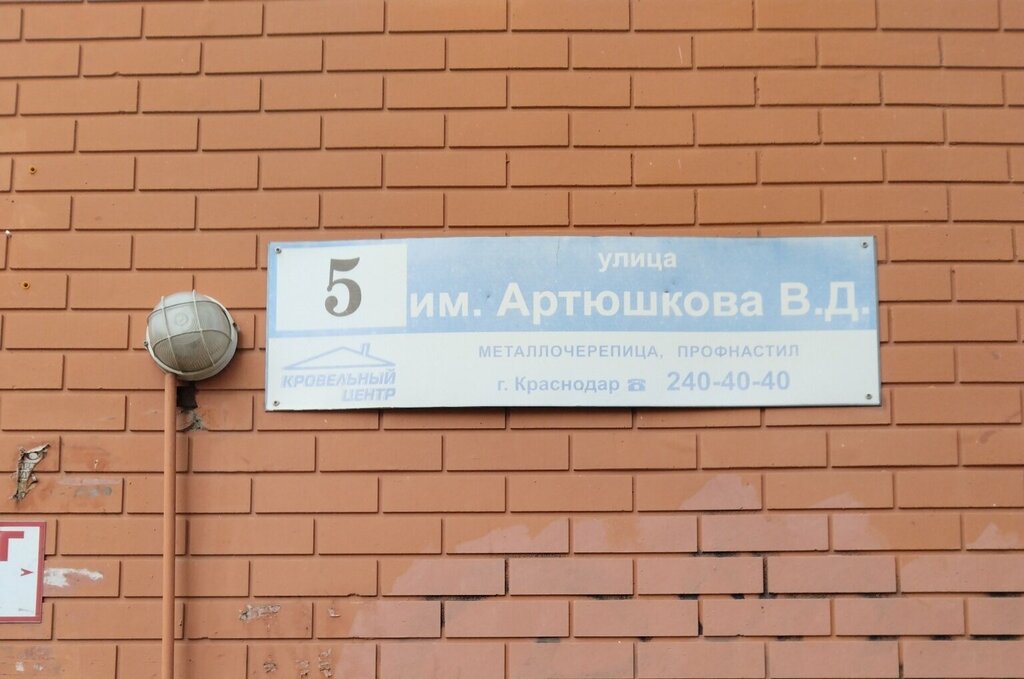 5
улица
им. Артюшкова В.Д.
КРОВЕЛЬНЫЙ
ЦЕНТР
МЕТАЛЛОЧЕРЕПИЦА, ПРОФНАСТИЛ
г. Краснодар ☎ 240-40-40